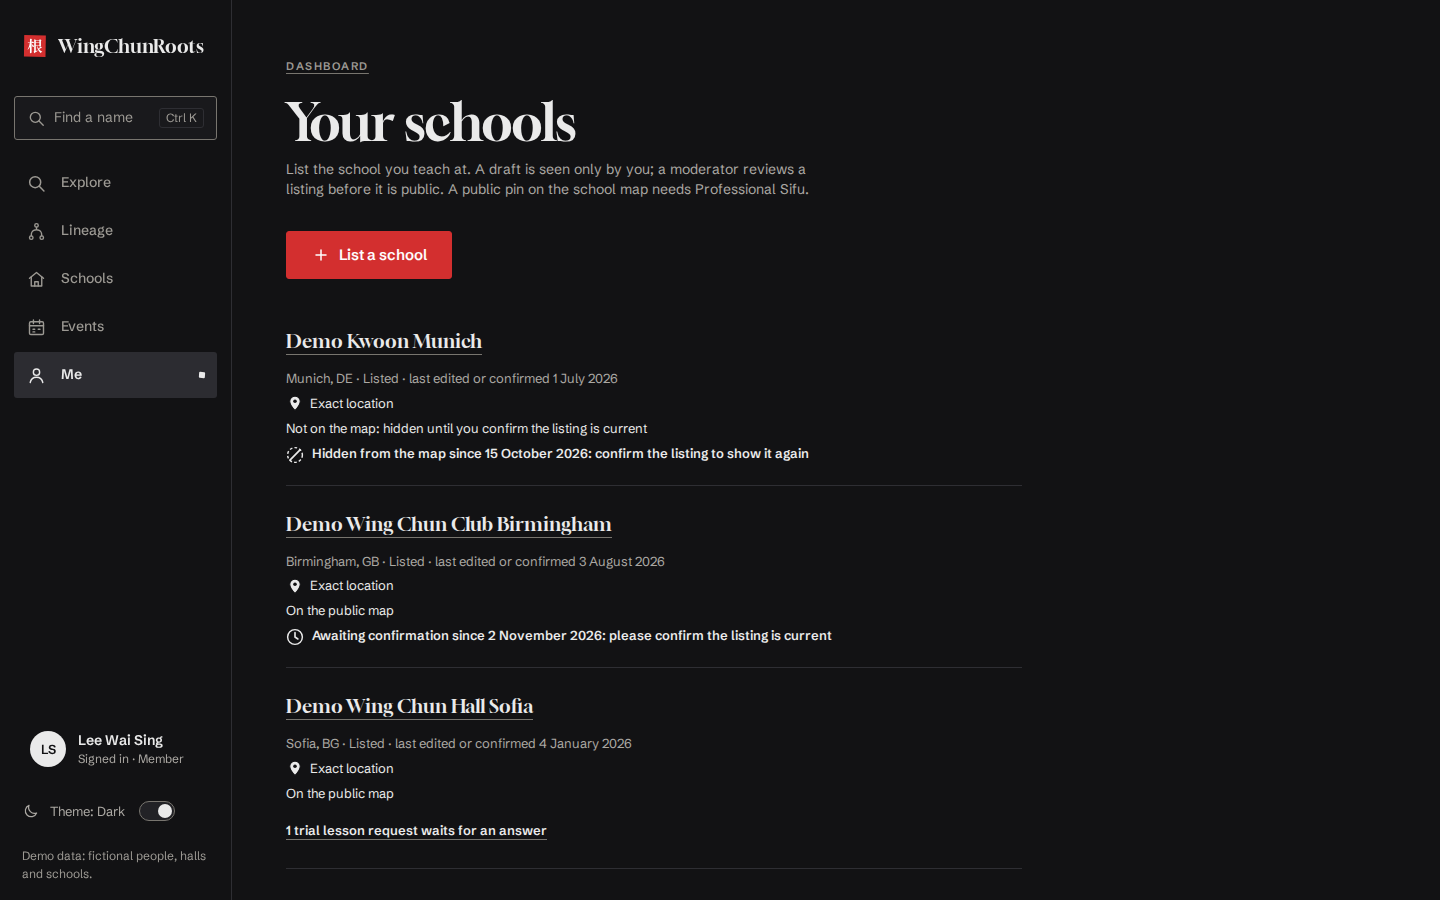 根 WingChunRoots
Find a name
Ctrl K
Explore
Lineage
Schools
Events
Me
LS
Lee Wai Sing
Signed in · Member
Theme: Dark
Demo data: fictional people, halls
and schools.
DASHBOARD
Your schools
List the school you teach at. A draft is seen only by you; a moderator reviews a
listing before it is public. A public pin on the school map needs Professional Sifu.
+ List a school
Demo Kwoon Munich
Munich, DE · Listed · last edited or confirmed 1 July 2026
Exact location
Not on the map: hidden until you confirm the listing is current
Hidden from the map since 15 October 2026: confirm the listing to show it again
Demo Wing Chun Club Birmingham
Birmingham, GB · Listed · last edited or confirmed 3 August 2026
Exact location
On the public map
Awaiting confirmation since 2 November 2026: please confirm the listing is current
Demo Wing Chun Hall Sofia
Sofia, BG · Listed · last edited or confirmed 4 January 2026
Exact location
On the public map
1 trial lesson request waits for an answer